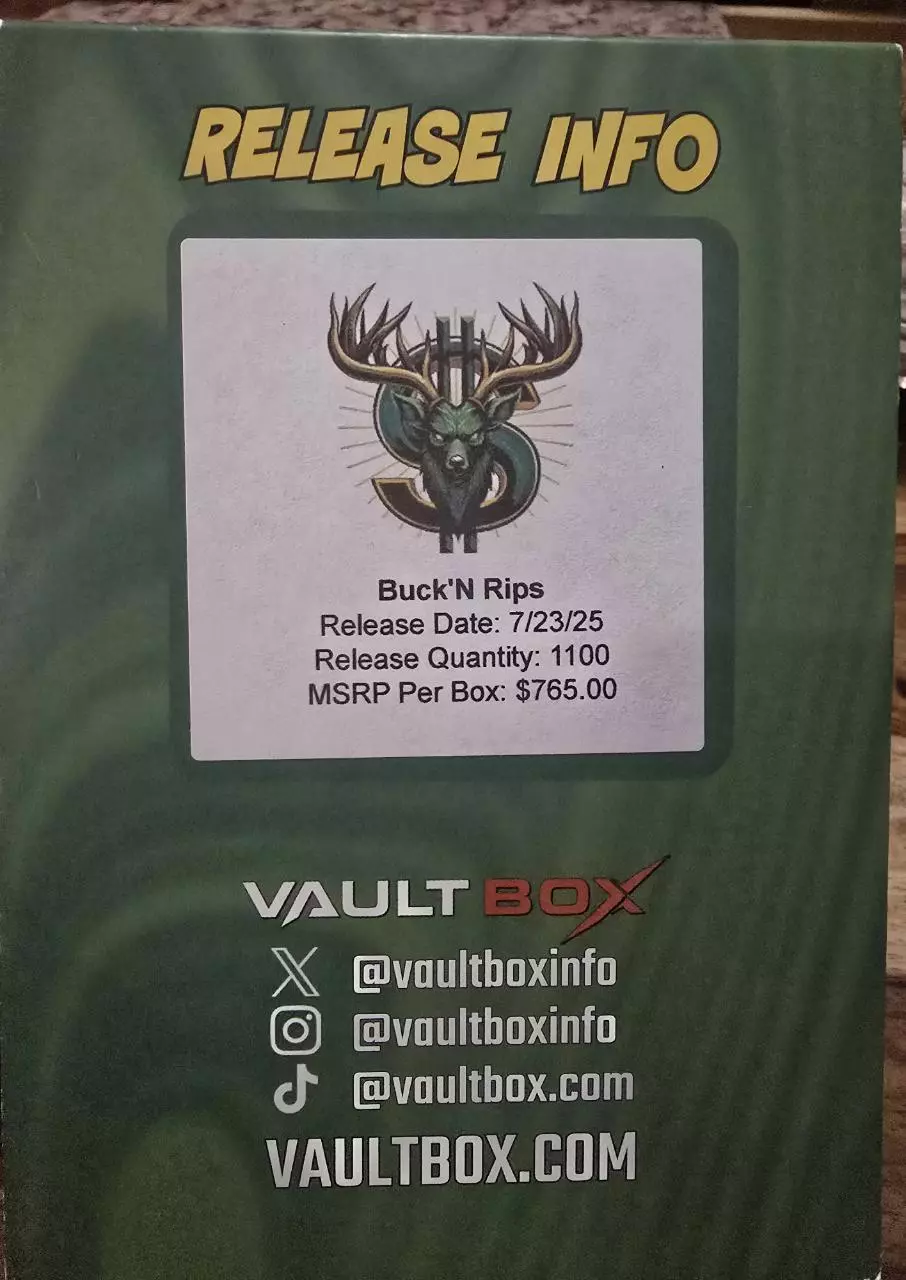 RELEASE INFO
Buck'N Rips
Release Date: 7/23/25
Release Quantity: 1100
MSRP Per Box: $765.00
VAULT BOX
@vaultboxinfo
@vaultboxinfo
@vaultbox.com
VAULTBOX.COM